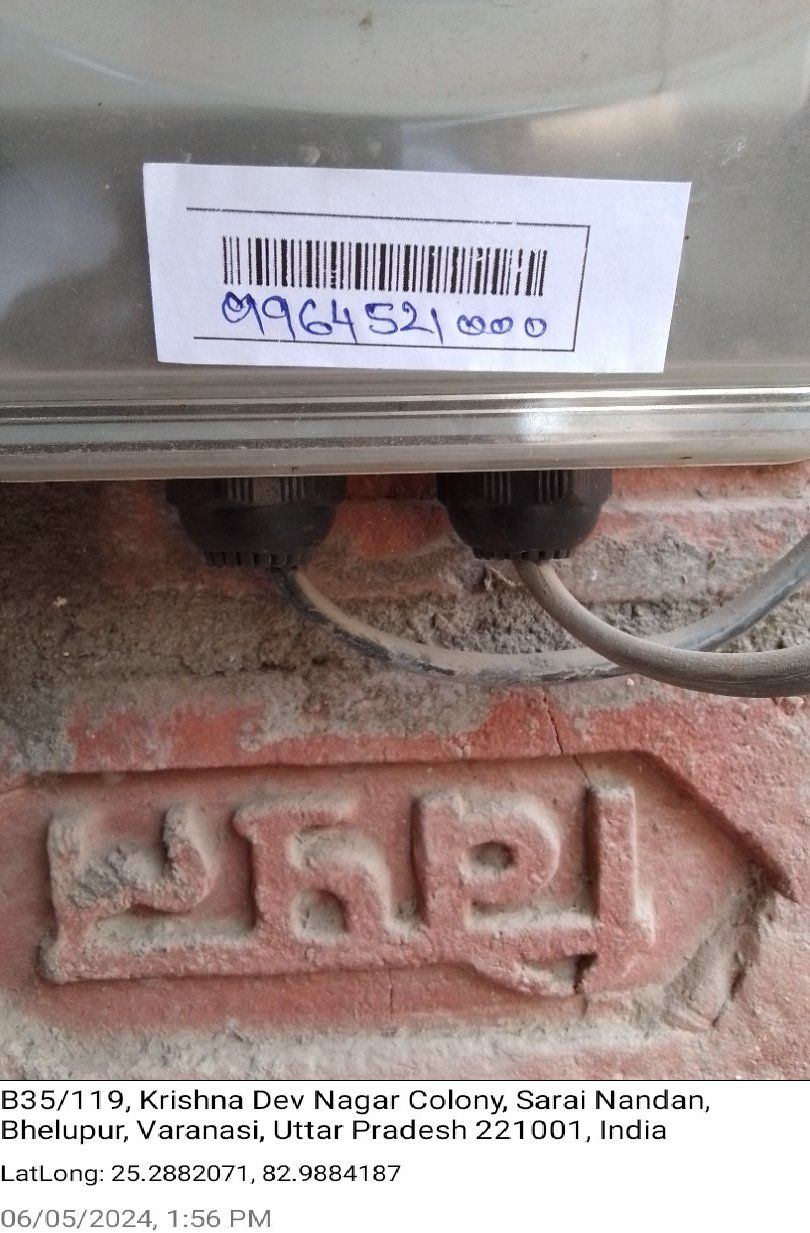 9964521000
B35/119, Krishna Dev Nagar Colony, Sarai Nandan,
Bhelupur, Varanasi, Uttar Pradesh 221001, India
LatLong: 25.2882071, 82.9884187
06/05/2024, 1:56 PM